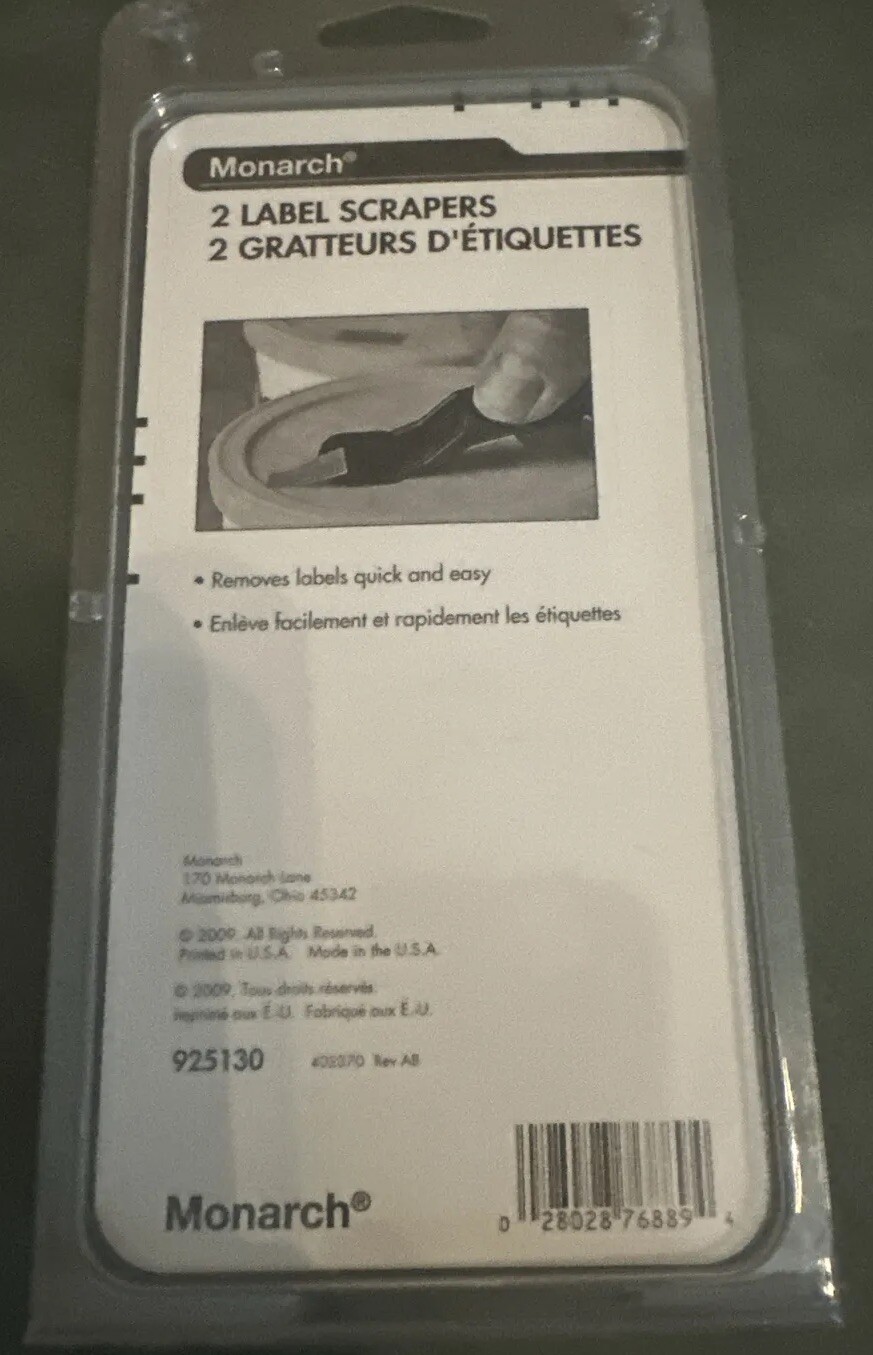 Monarch®
2 LABEL SCRAPERS
2 GRATTEURS D'ÉTIQUETTES
• Removes labels quick and easy
• Enlève facilement et rapidement les étiquettes
Monarch
170 Monarch Lane
Miamisburg, Ohio 45342
© 2009 All Rights Reserved.
Printed in U.S.A. Made in the U.S.A.
© 2009, Tous droits réservés.
Imprimé aux É.-U. Fabriqué aux É.-U.
925130 Rev AB
Monarch®
0 28028 76889 4